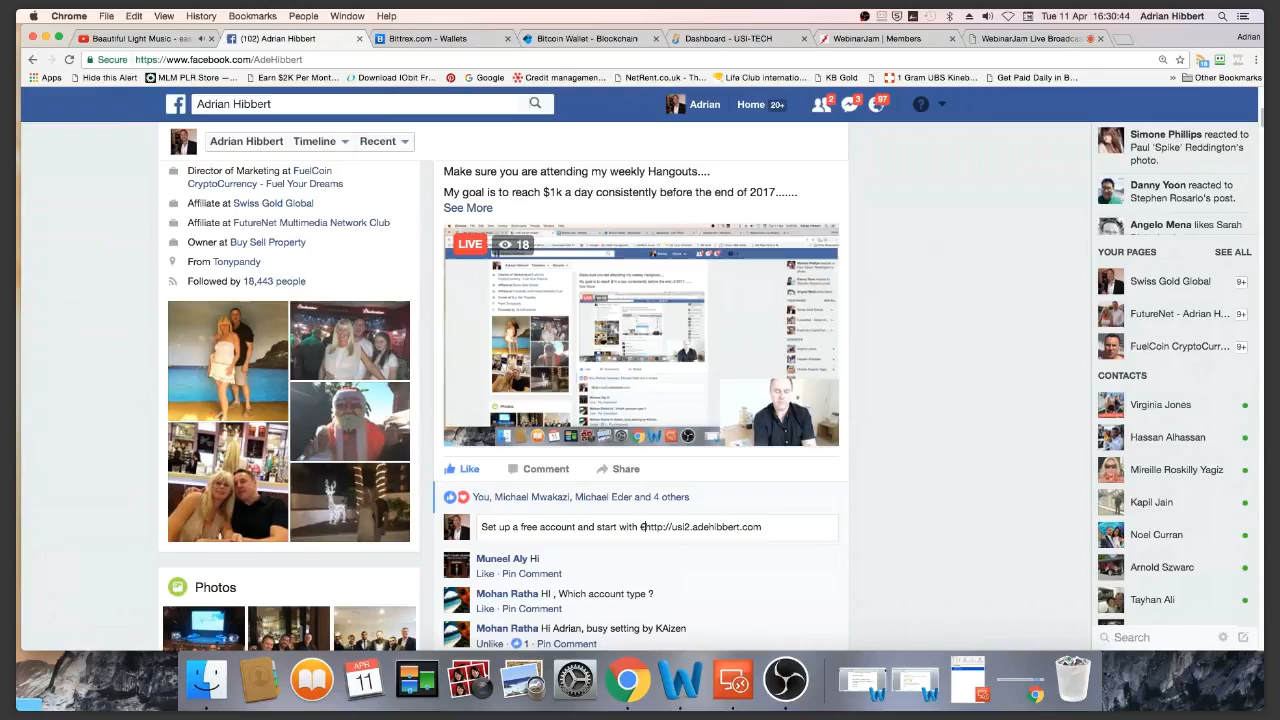 Chrome File Edit View History Bookmarks People Window Help Tue 11 Apr 16:30:44 Adrian Hibbert
Beautiful Light Music - eas (102) Adrian Hibbert Bittrex.com - Wallets Bitcoin Wallet - Blockchain Dashboard - USI-TECH WebinarJam | Members WebinarJam Live Broadca Adrian
Secure https://www.facebook.com/AdeHibbert
Apps Hide this Alert MLM PLR Store — Earn $2K Per Mont... Download IObit Fr... Google Credit management... NetRent.co.uk - Th... Life Club internatio... KB Gold 1 Gram UBS Kineb... Get Paid Daily in B... » Other Bookmarks
Adrian Hibbert Adrian Home 20+ 2 3 97
Adrian Hibbert Timeline Recent
Director of Marketing at FuelCoin
CryptoCurrency - Fuel Your Dreams
Affiliate at Swiss Gold Global
Affiliate at FutureNet Multimedia Network Club
Owner at Buy Sell Property
From Tonypandy
Followed by 18,443 people
Photos
Make sure you are attending my weekly Hangouts....
My goal is to reach $1k a day consistently before the end of 2017.......
See More
LIVE 18
Like Comment Share
You, Michael Mwakazi, Michael Eder and 4 others
Set up a free account and start with €http://usi2.adehibbert.com
Muneel Aly Hi
Like · Pin Comment
Mohan Ratha HI , Which account type ?
Like · Pin Comment
Mohan Ratha Hi Adrian, busy setting by KAizen
Unlike · 1 · Pin Comment
Simone Phillips reacted to
Paul 'Spike' Reddington's
photo.
Danny Yoon reacted to
Stephen Rosario's post.
YOUR PAGES SEE ALL
Swiss Gold Global 9+
FutureNet - Adrian H... 9+
FuelCoin CryptoCurr... 9+
CONTACTS
Virginia Jones
Hassan Alhassan
Mireille Poskilly Yagiz
Kapil Jain
Noel Curran
Arnold Szwarc
Tayhan Ali
Search
APR
11